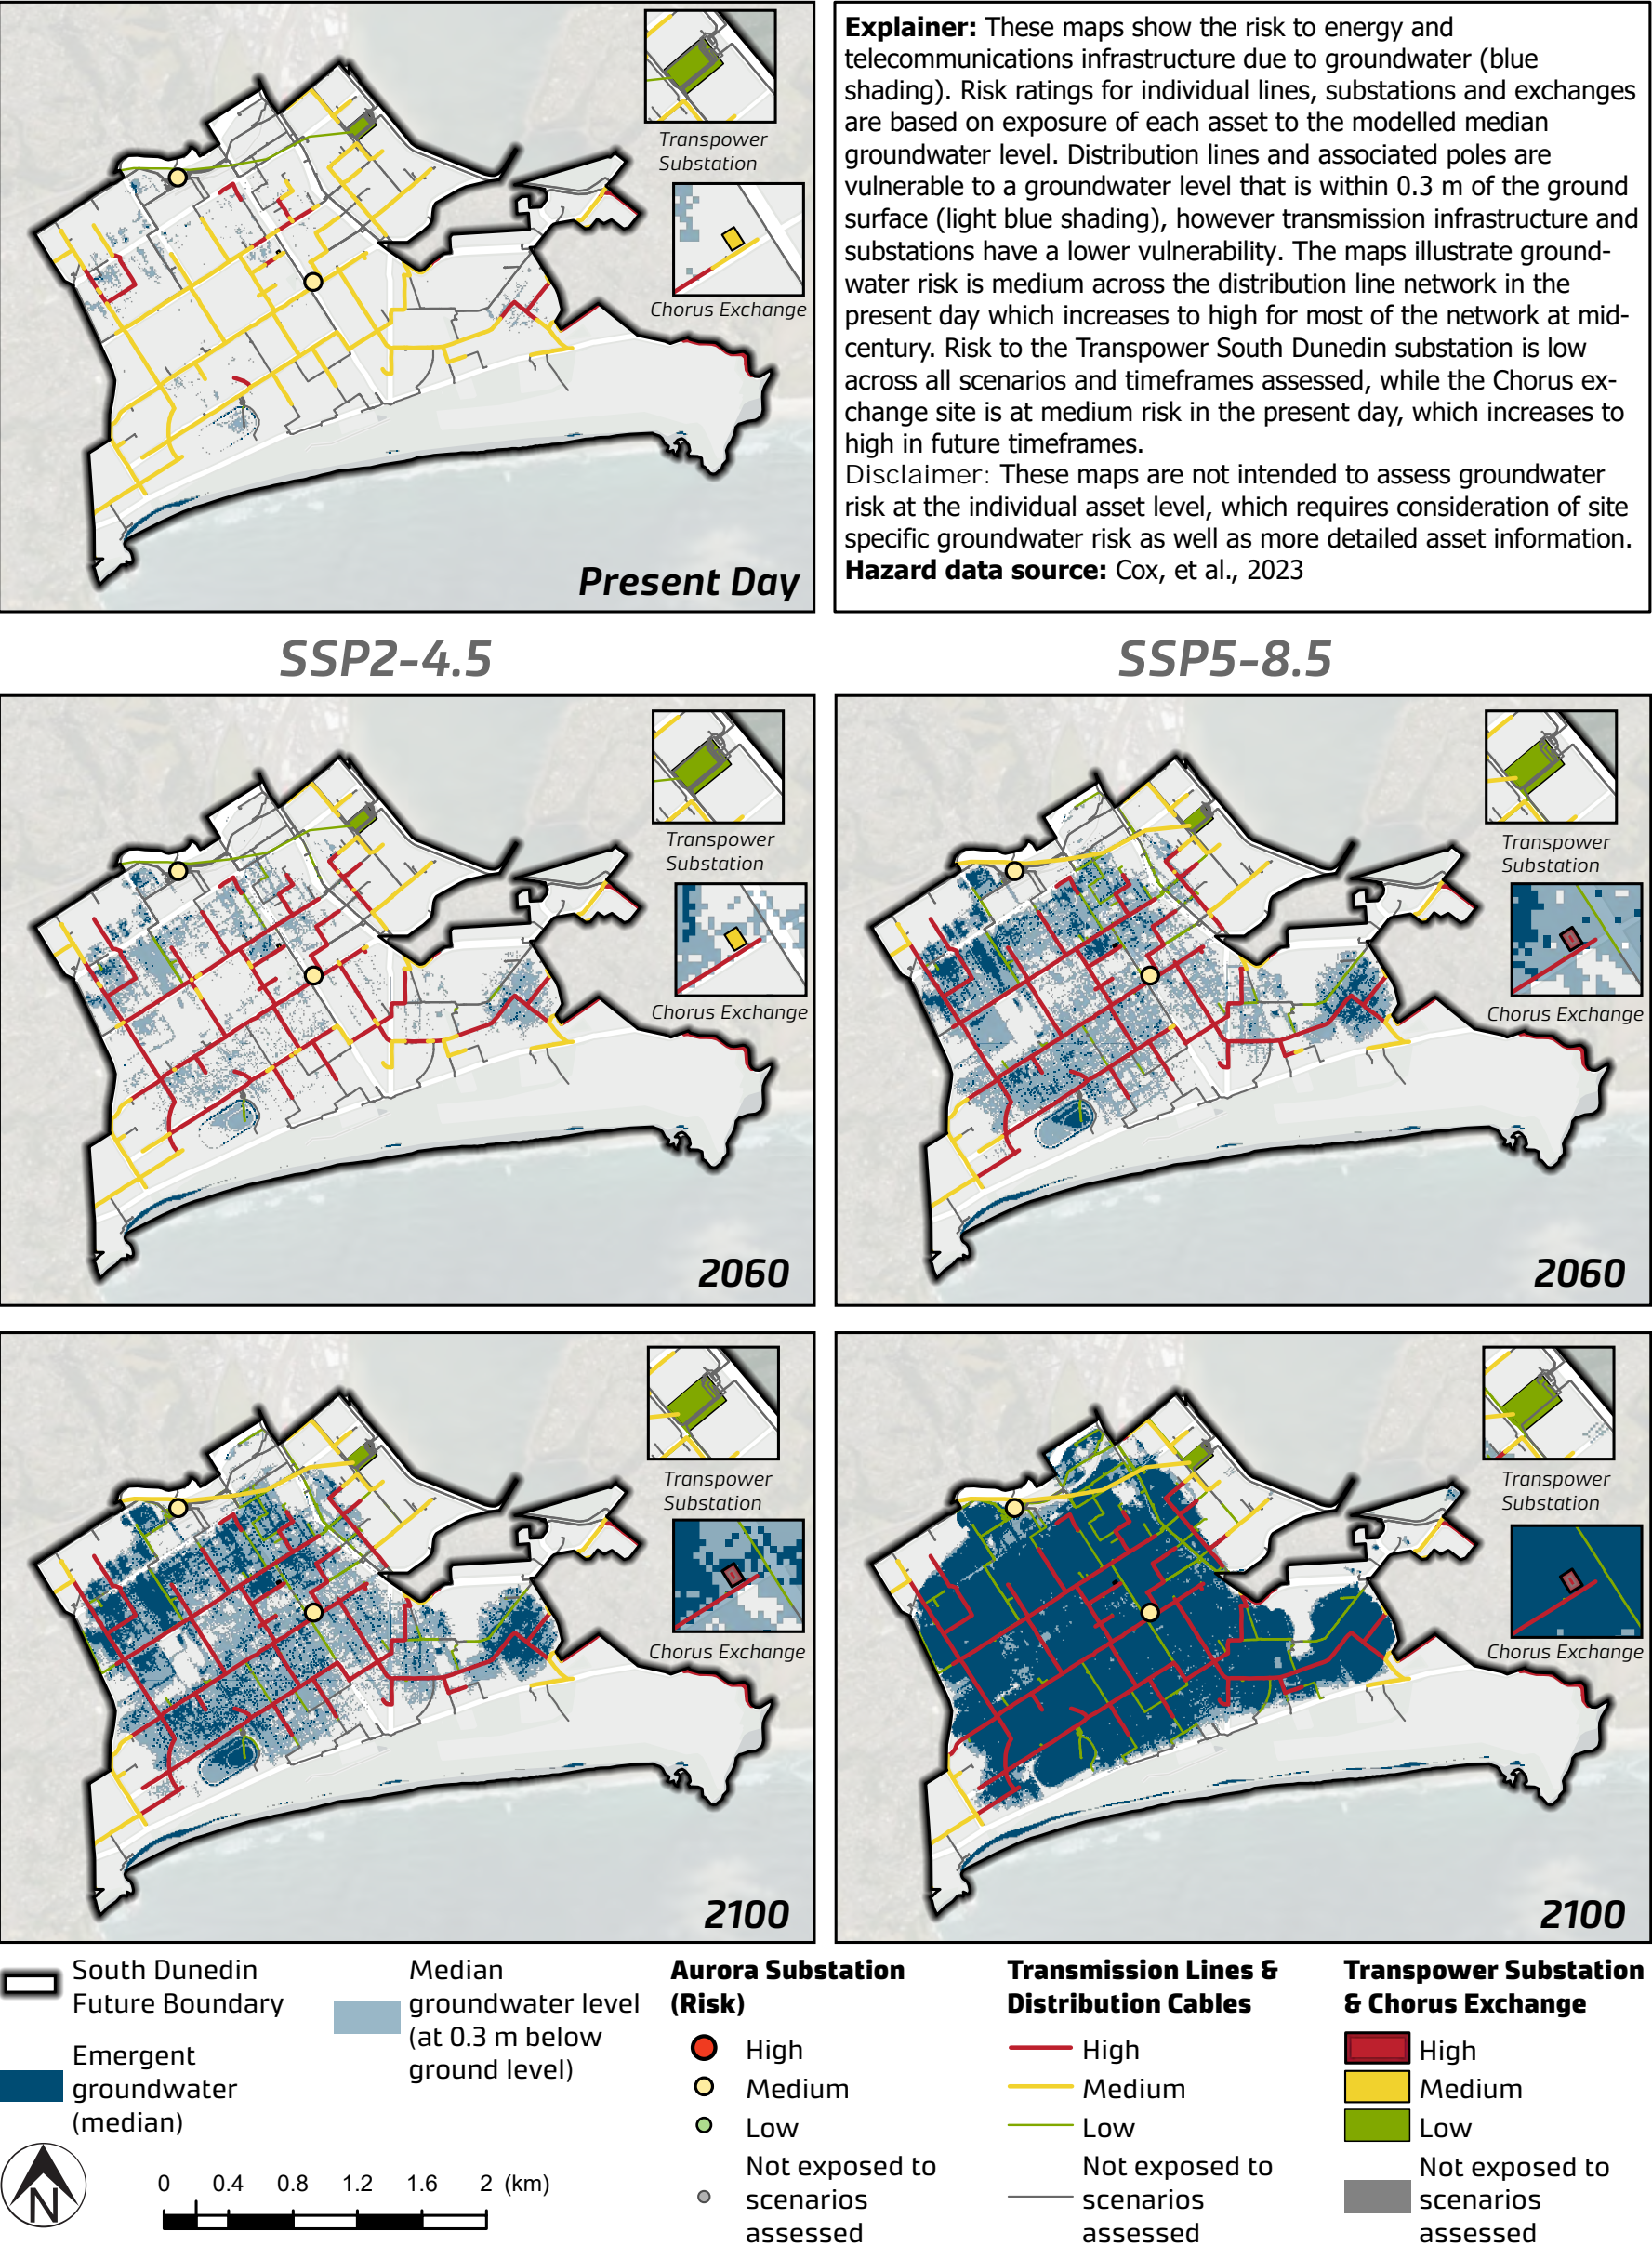 Transpower
Substation
Chorus Exchange
Present Day
Explainer: These maps show the risk to energy and
telecommunications infrastructure due to groundwater (blue
shading). Risk ratings for individual lines, substations and exchanges
are based on exposure of each asset to the modelled median
groundwater level. Distribution lines and associated poles are
vulnerable to a groundwater level that is within 0.3 m of the ground
surface (light blue shading), however transmission infrastructure and
substations have a lower vulnerability. The maps illustrate ground-
water risk is medium across the distribution line network in the
present day which increases to high for most of the network at mid-
century. Risk to the Transpower South Dunedin substation is low
across all scenarios and timeframes assessed, while the Chorus ex-
change site is at medium risk in the present day, which increases to
high in future timeframes.
Disclaimer: These maps are not intended to assess groundwater
risk at the individual asset level, which requires consideration of site
specific groundwater risk as well as more detailed asset information.
Hazard data source: Cox, et al., 2023
SSP2-4.5
SSP5-8.5
Transpower
Substation
Chorus Exchange
2060
Transpower
Substation
Chorus Exchange
2060
Transpower
Substation
Chorus Exchange
2100
Transpower
Substation
Chorus Exchange
2100
South Dunedin
Future Boundary
Emergent
groundwater
(median)
Median
groundwater level
(at 0.3 m below
ground level)
Aurora Substation
(Risk)
High
Medium
Low
Not exposed to
scenarios
assessed
Transmission Lines &
Distribution Cables
High
Medium
Low
Not exposed to
scenarios
assessed
Transpower Substation
& Chorus Exchange
High
Medium
Low
Not exposed to
scenarios
assessed
N
0 0.4 0.8 1.2 1.6 2 (km)